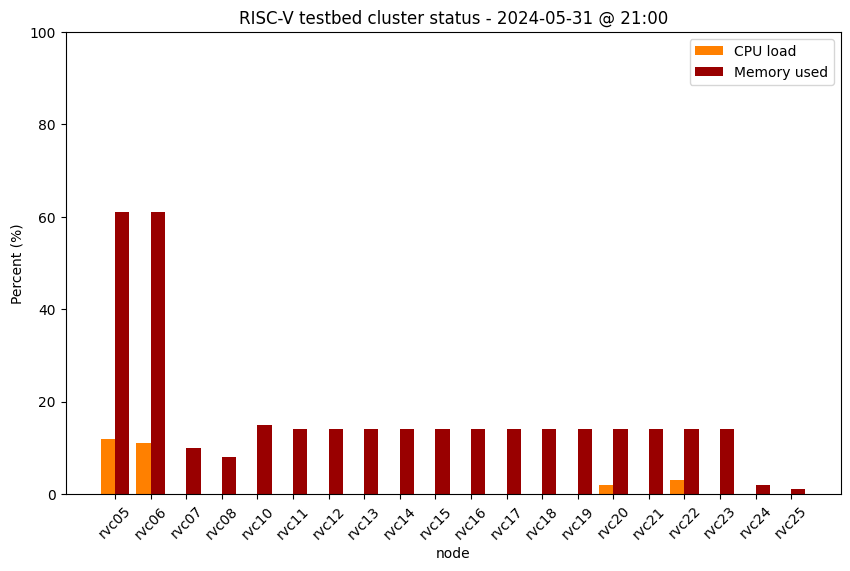 RISC-V testbed cluster status - 2024-05-31 @ 21:00
CPU load
Memory used
Percent (%)
100
80
60
40
20
0
rvc05 rvc06 rvc07 rvc08 rvc10 rvc11 rvc12 rvc13 rvc14 rvc15 rvc16 rvc17 rvc18 rvc19 rvc20 rvc21 rvc22 rvc23 rvc24 rvc25
node